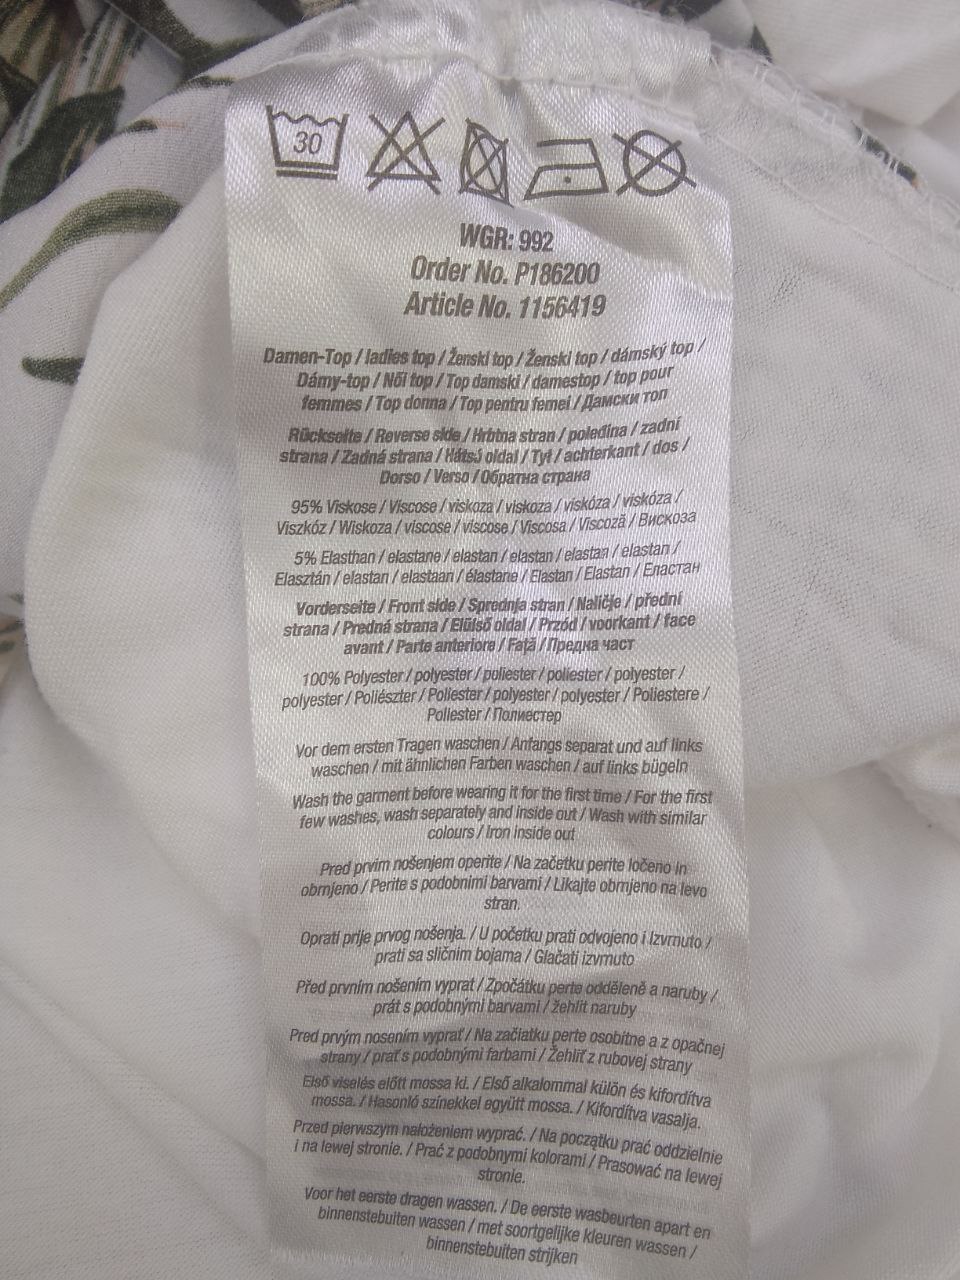 30
WGR: 992
Order No. P186200
Article No. 1156419
Damen-Top / ladies top / Ženski top / Ženski top / dámský top /
Dámy-top / Női top / Top damski / damestop / top pour
femmes / Top donna / Top pentru femei / Дамски топ
Rückseite / Reverse side / Hrbtna stran / poleđina / zadní
strana / Zadná strana / Hátsó oldal / Tył / achterkant / dos /
Dorso / Verso / Обратна страна
95% Viskose / Viscose / viskoza / viskoza / viskóza / viskóza /
Viszkóz / Wiskoza / viscose / viscose / Viscosa / Viscoză / Вискоза
5% Elasthan / elastane / elastan / elastan / elastan / elastan /
Elasztán / elastan / elastaan / élastane / Elastan / Elastan / Еластан
Vorderseite / Front side / Sprednja stran / Naličje / přední
strana / Predná strana / Elülső oldal / Przód / voorkant / face
avant / Parte anteriore / Față / Предна част
100% Polyester / polyester / poliester / poliester / polyester /
polyester / Poliészter / Poliester / polyester / polyester / Poliestere /
Poliester / Полиестер
Vor dem ersten Tragen waschen / Anfangs separat und auf links
waschen / mit ähnlichen Farben waschen / auf links bügeln
Wash the garment before wearing it for the first time / For the first
few washes, wash separately and inside out / Wash with similar
colours / Iron inside out
Pred prvim nošenjem operite / Na začetku perite ločeno in
obrnjeno / Perite s podobnimi barvami / Likajte obrnjeno na levo
stran.
Oprati prije prvog nošenja. / U početku prati odvojeno i izvrnuto /
prati sa sličnim bojama / Glačati izvrnuto
Před prvním nošením vyprat / Zpočátku perte odděleně a naruby /
prát s podobnými barvami / žehlit naruby
Pred prvým nosením vyprať / Na začiatku perte osobitne a z opačnej
strany / prať s podobnými farbami / Žehliť z rubovej strany
Első viselés előtt mossa ki. / Első alkalommal külön és kifordítva
mossa. / Hasonló színekkel együtt mossa. / Kifordítva vasalja.
Przed pierwszym nałożeniem wyprać. / Na początku prać oddzielnie
i na lewej stronie. / Prać z podobnymi kolorami / Prasować na lewej
stronie.
Voor het eerste dragen wassen. / De eerste wasbeurten apart en
binnenstebuiten wassen / met soortgelijke kleuren wassen /
binnenstebuiten strijken